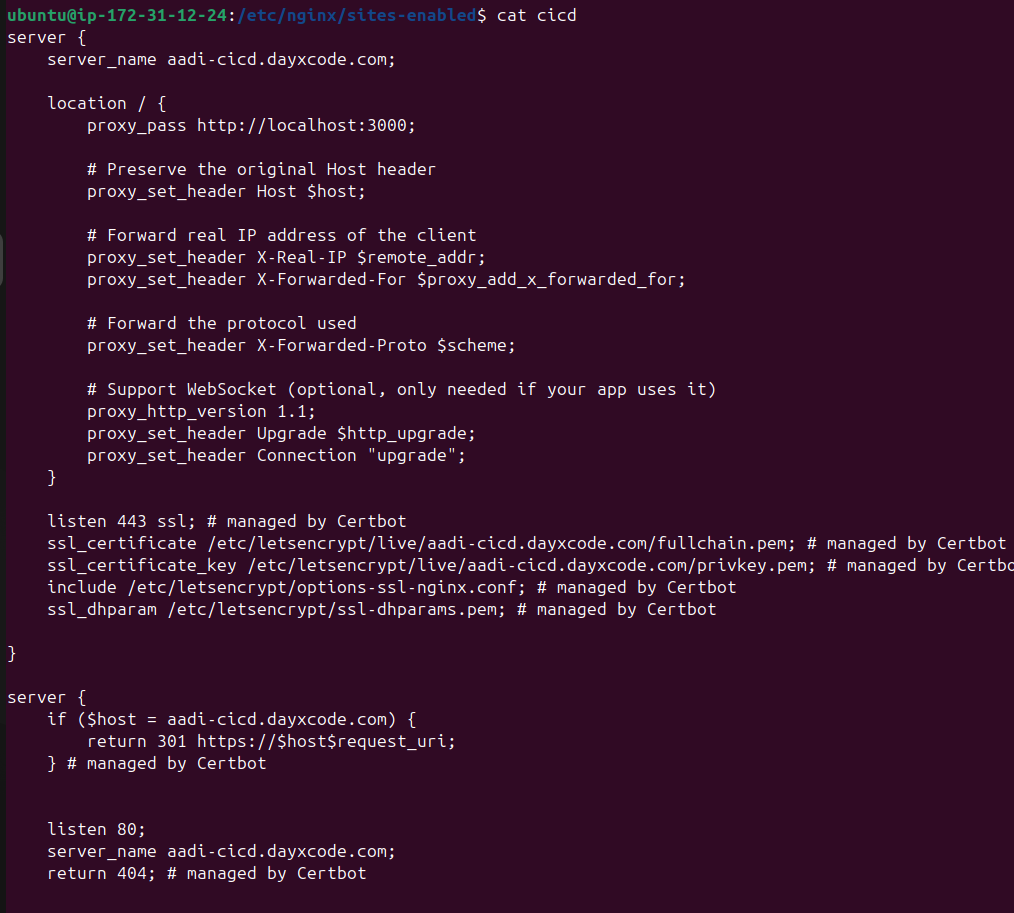 ubuntu@ip-172-31-12-24:/etc/nginx/sites-enabled$ cat cicd
server {
    server_name aadi-cicd.dayxcode.com;

    location / {
        proxy_pass http://localhost:3000;

        # Preserve the original Host header
        proxy_set_header Host $host;

        # Forward real IP address of the client
        proxy_set_header X-Real-IP $remote_addr;
        proxy_set_header X-Forwarded-For $proxy_add_x_forwarded_for;

        # Forward the protocol used
        proxy_set_header X-Forwarded-Proto $scheme;

        # Support WebSocket (optional, only needed if your app uses it)
        proxy_http_version 1.1;
        proxy_set_header Upgrade $http_upgrade;
        proxy_set_header Connection "upgrade";
    }

    listen 443 ssl; # managed by Certbot
    ssl_certificate /etc/letsencrypt/live/aadi-cicd.dayxcode.com/fullchain.pem; # managed by Certbot
    ssl_certificate_key /etc/letsencrypt/live/aadi-cicd.dayxcode.com/privkey.pem; # managed by Certbo
    include /etc/letsencrypt/options-ssl-nginx.conf; # managed by Certbot
    ssl_dhparam /etc/letsencrypt/ssl-dhparams.pem; # managed by Certbot

}

server {
    if ($host = aadi-cicd.dayxcode.com) {
        return 301 https://$host$request_uri;
    } # managed by Certbot


    listen 80;
    server_name aadi-cicd.dayxcode.com;
    return 404; # managed by Certbot